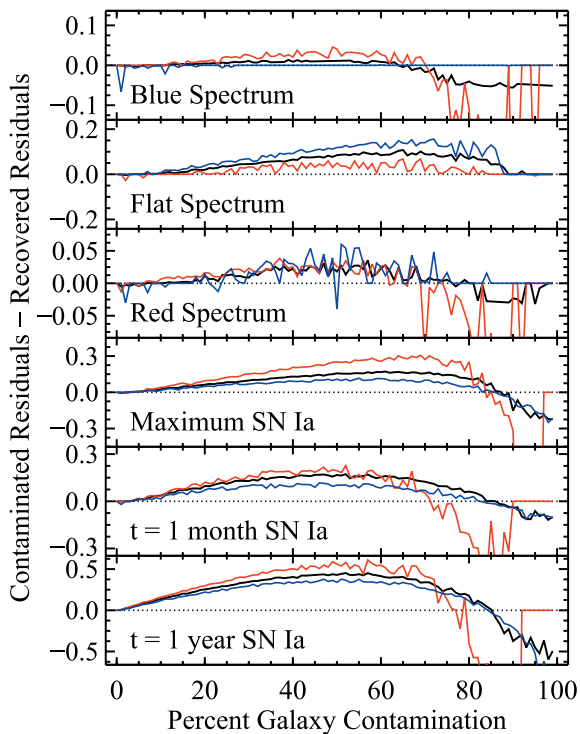 Contaminated Residuals − Recovered Residuals
0.1
0.0
−0.1
Blue Spectrum
0.2
0.0
−0.2
Flat Spectrum
0.05
0.00
−0.05
Red Spectrum
0.3
0.0
−0.3
Maximum SN Ia
0.3
0.0
−0.3
t = 1 month SN Ia
0.5
0.0
−0.5
t = 1 year SN Ia
0 20 40 60 80 100
Percent Galaxy Contamination